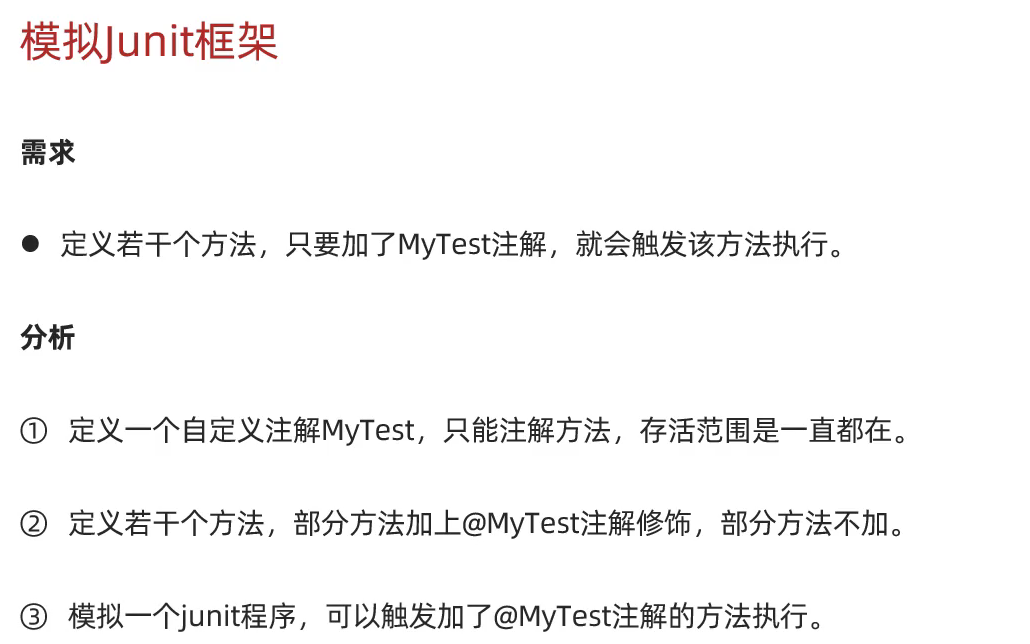 模拟Junit框架
需求
● 定义若干个方法，只要加了MyTest注解，就会触发该方法执行。
分析
① 定义一个自定义注解MyTest，只能注解方法，存活范围是一直都在。
② 定义若干个方法，部分方法加上@MyTest注解修饰，部分方法不加。
③ 模拟一个junit程序，可以触发加了@MyTest注解的方法执行。